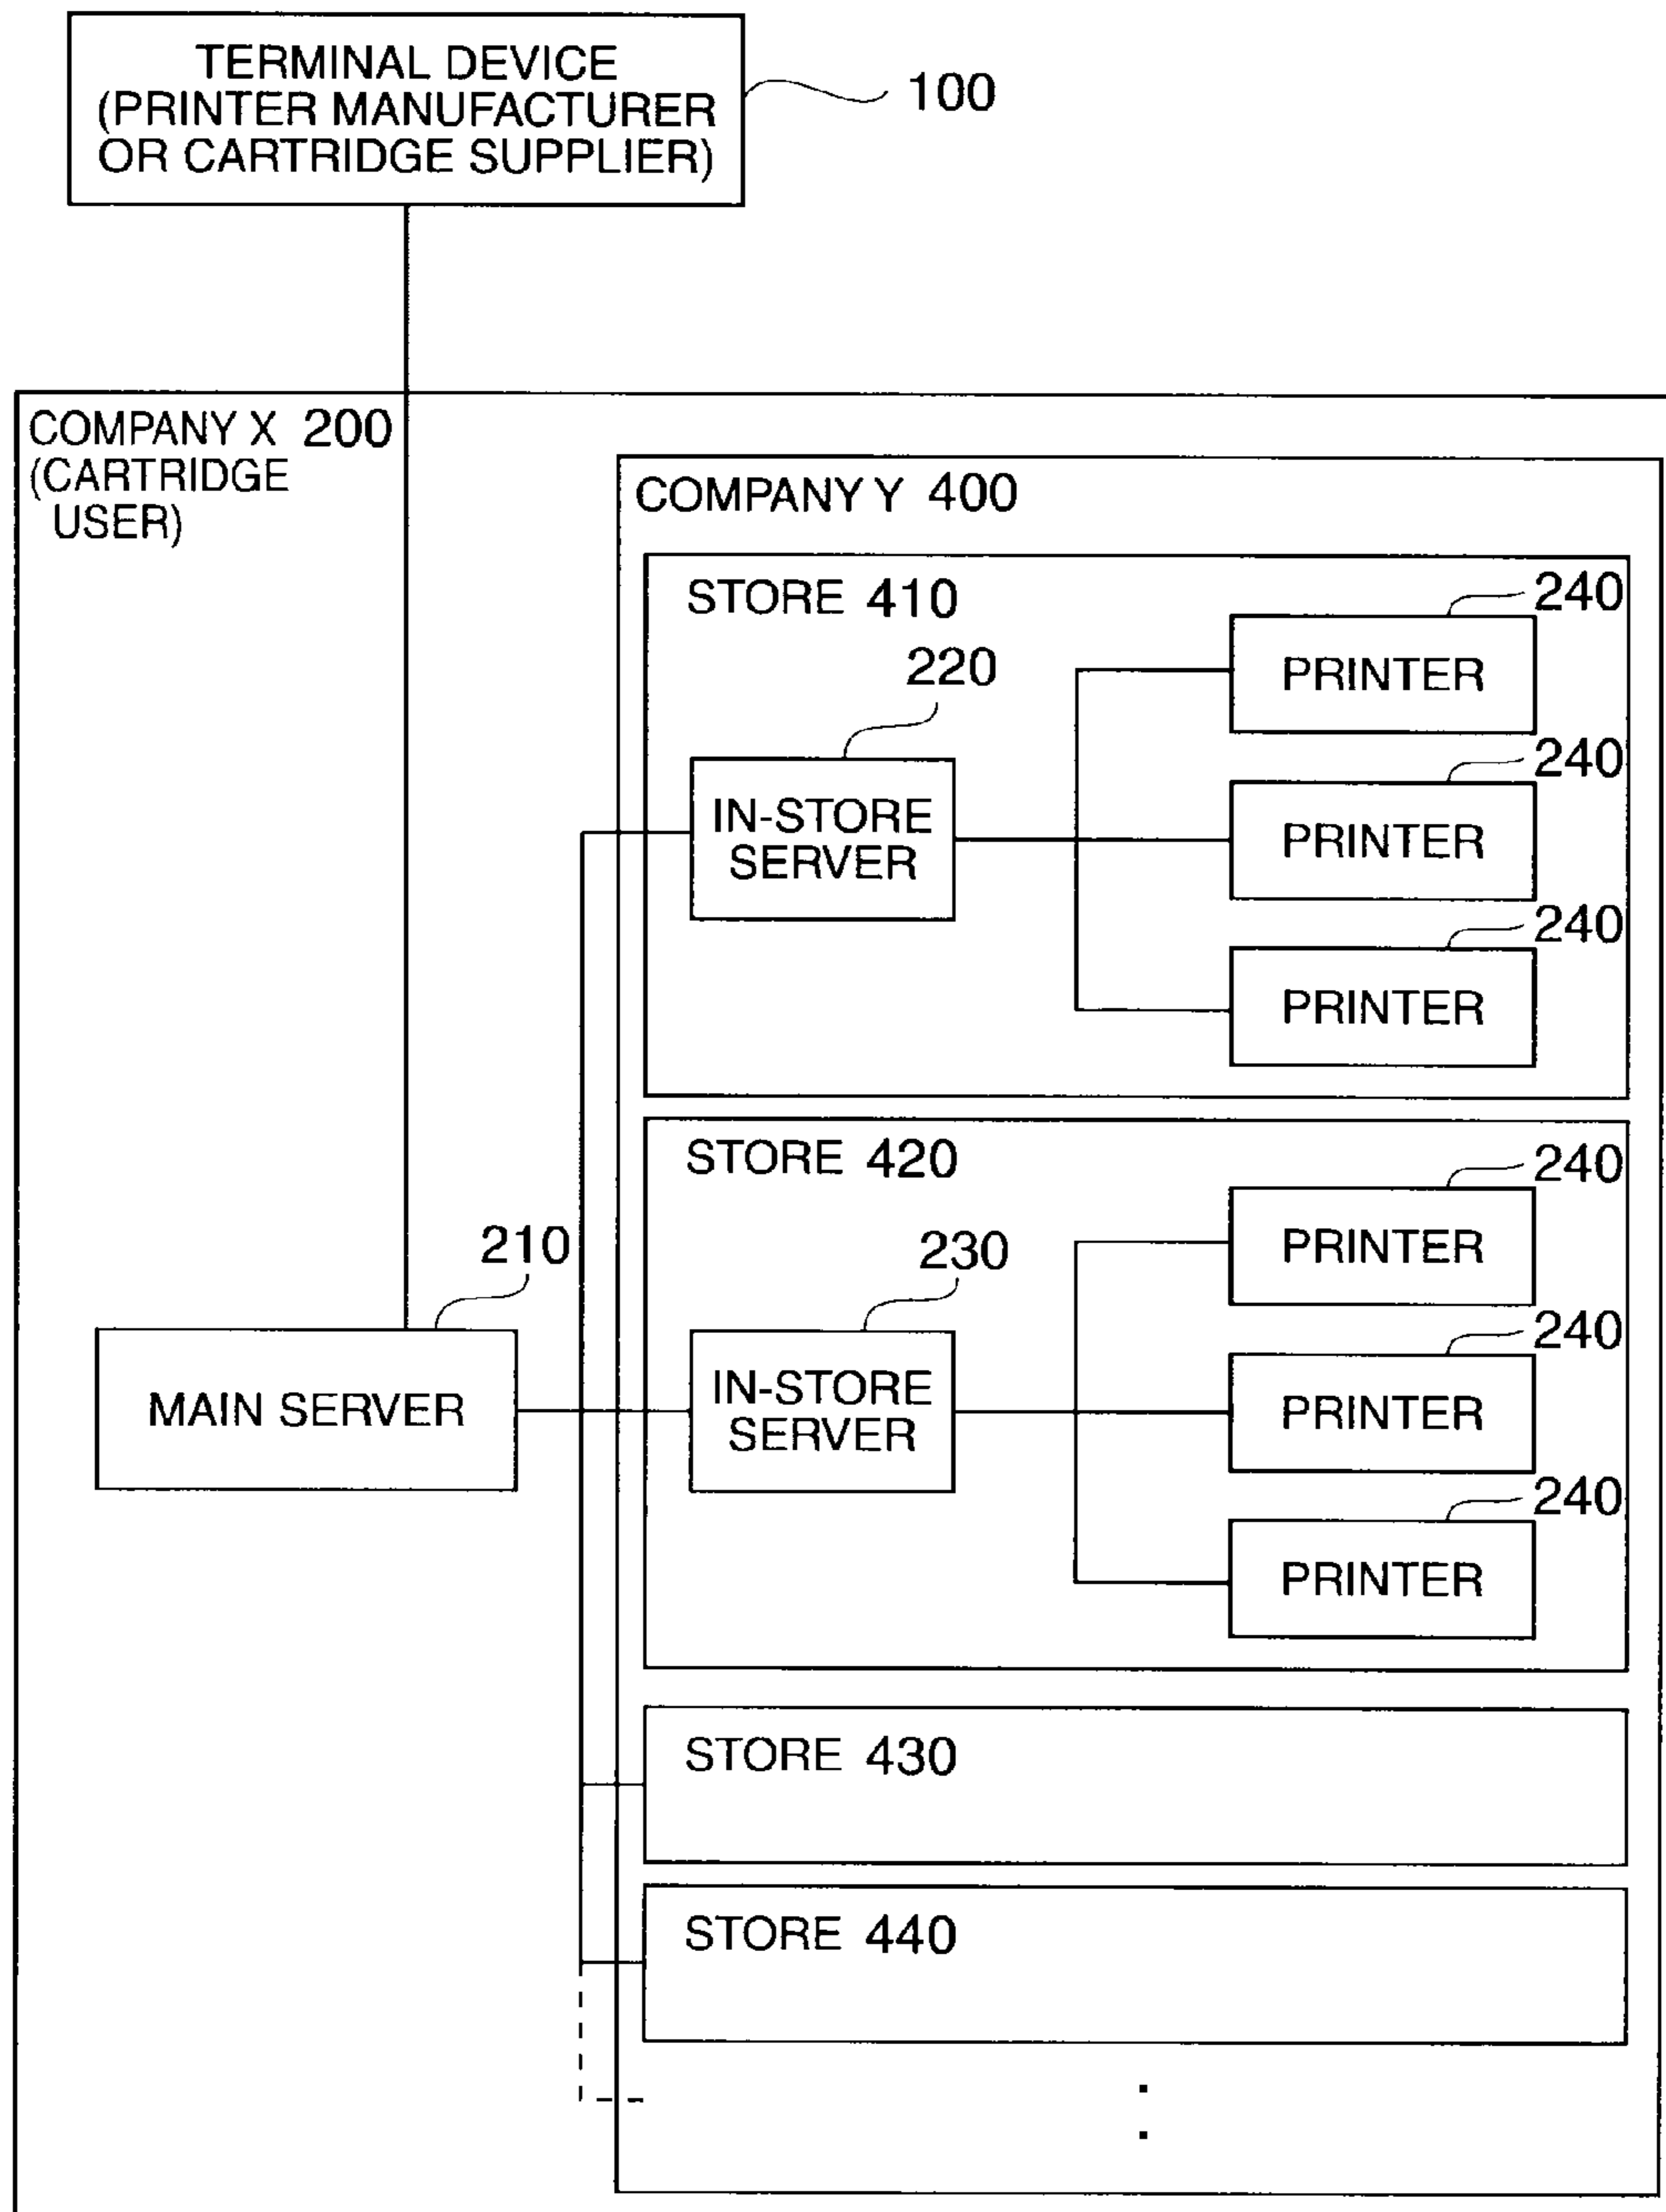 TERMINAL DEVICE
(PRINTER MANUFACTURER
OR CARTRIDGE SUPPLIER)
100
COMPANY X 200
(CARTRIDGE
USER)
COMPANY Y 400
STORE 410
240
PRINTER
220
240
IN-STORE
SERVER
PRINTER
240
PRINTER
STORE 420
240
PRINTER
210
230
240
MAIN SERVER
IN-STORE
SERVER
PRINTER
240
PRINTER
STORE 430
STORE 440